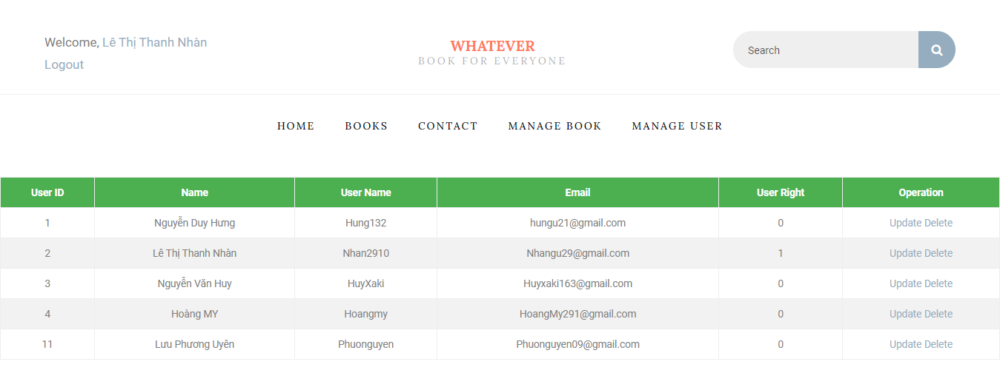 Welcome, Lê Thị Thanh Nhàn
Logout
WHATEVER
BOOK FOR EVERYONE
Search
HOME BOOKS CONTACT MANAGE BOOK MANAGE USER
User ID Name User Name Email User Right Operation
1 Nguyễn Duy Hưng Hung132 hungu21@gmail.com 0 Update Delete
2 Lê Thị Thanh Nhàn Nhan2910 Nhangu29@gmail.com 1 Update Delete
3 Nguyễn Văn Huy HuyXaki Huyxaki163@gmail.com 0 Update Delete
4 Hoàng MY Hoangmy HoangMy291@gmail.com 0 Update Delete
11 Lưu Phương Uyên Phuonguyen Phuonguyen09@gmail.com 0 Update Delete